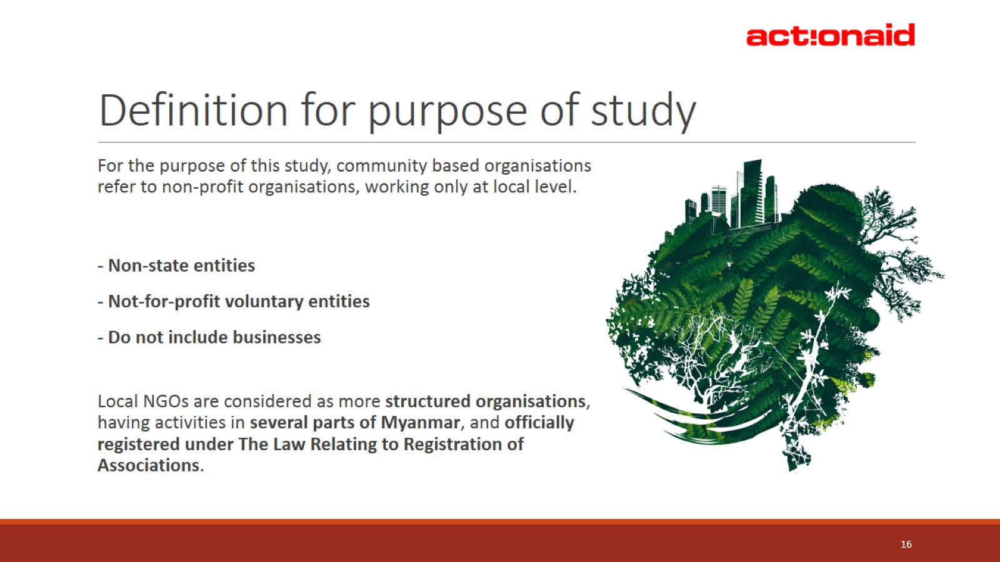 act!onaid
Definition for purpose of study
For the purpose of this study, community based organisations
refer to non-profit organisations, working only at local level.
- Non-state entities
- Not-for-profit voluntary entities
- Do not include businesses
Local NGOs are considered as more structured organisations,
having activities in several parts of Myanmar, and officially
registered under The Law Relating to Registration of
Associations.
16